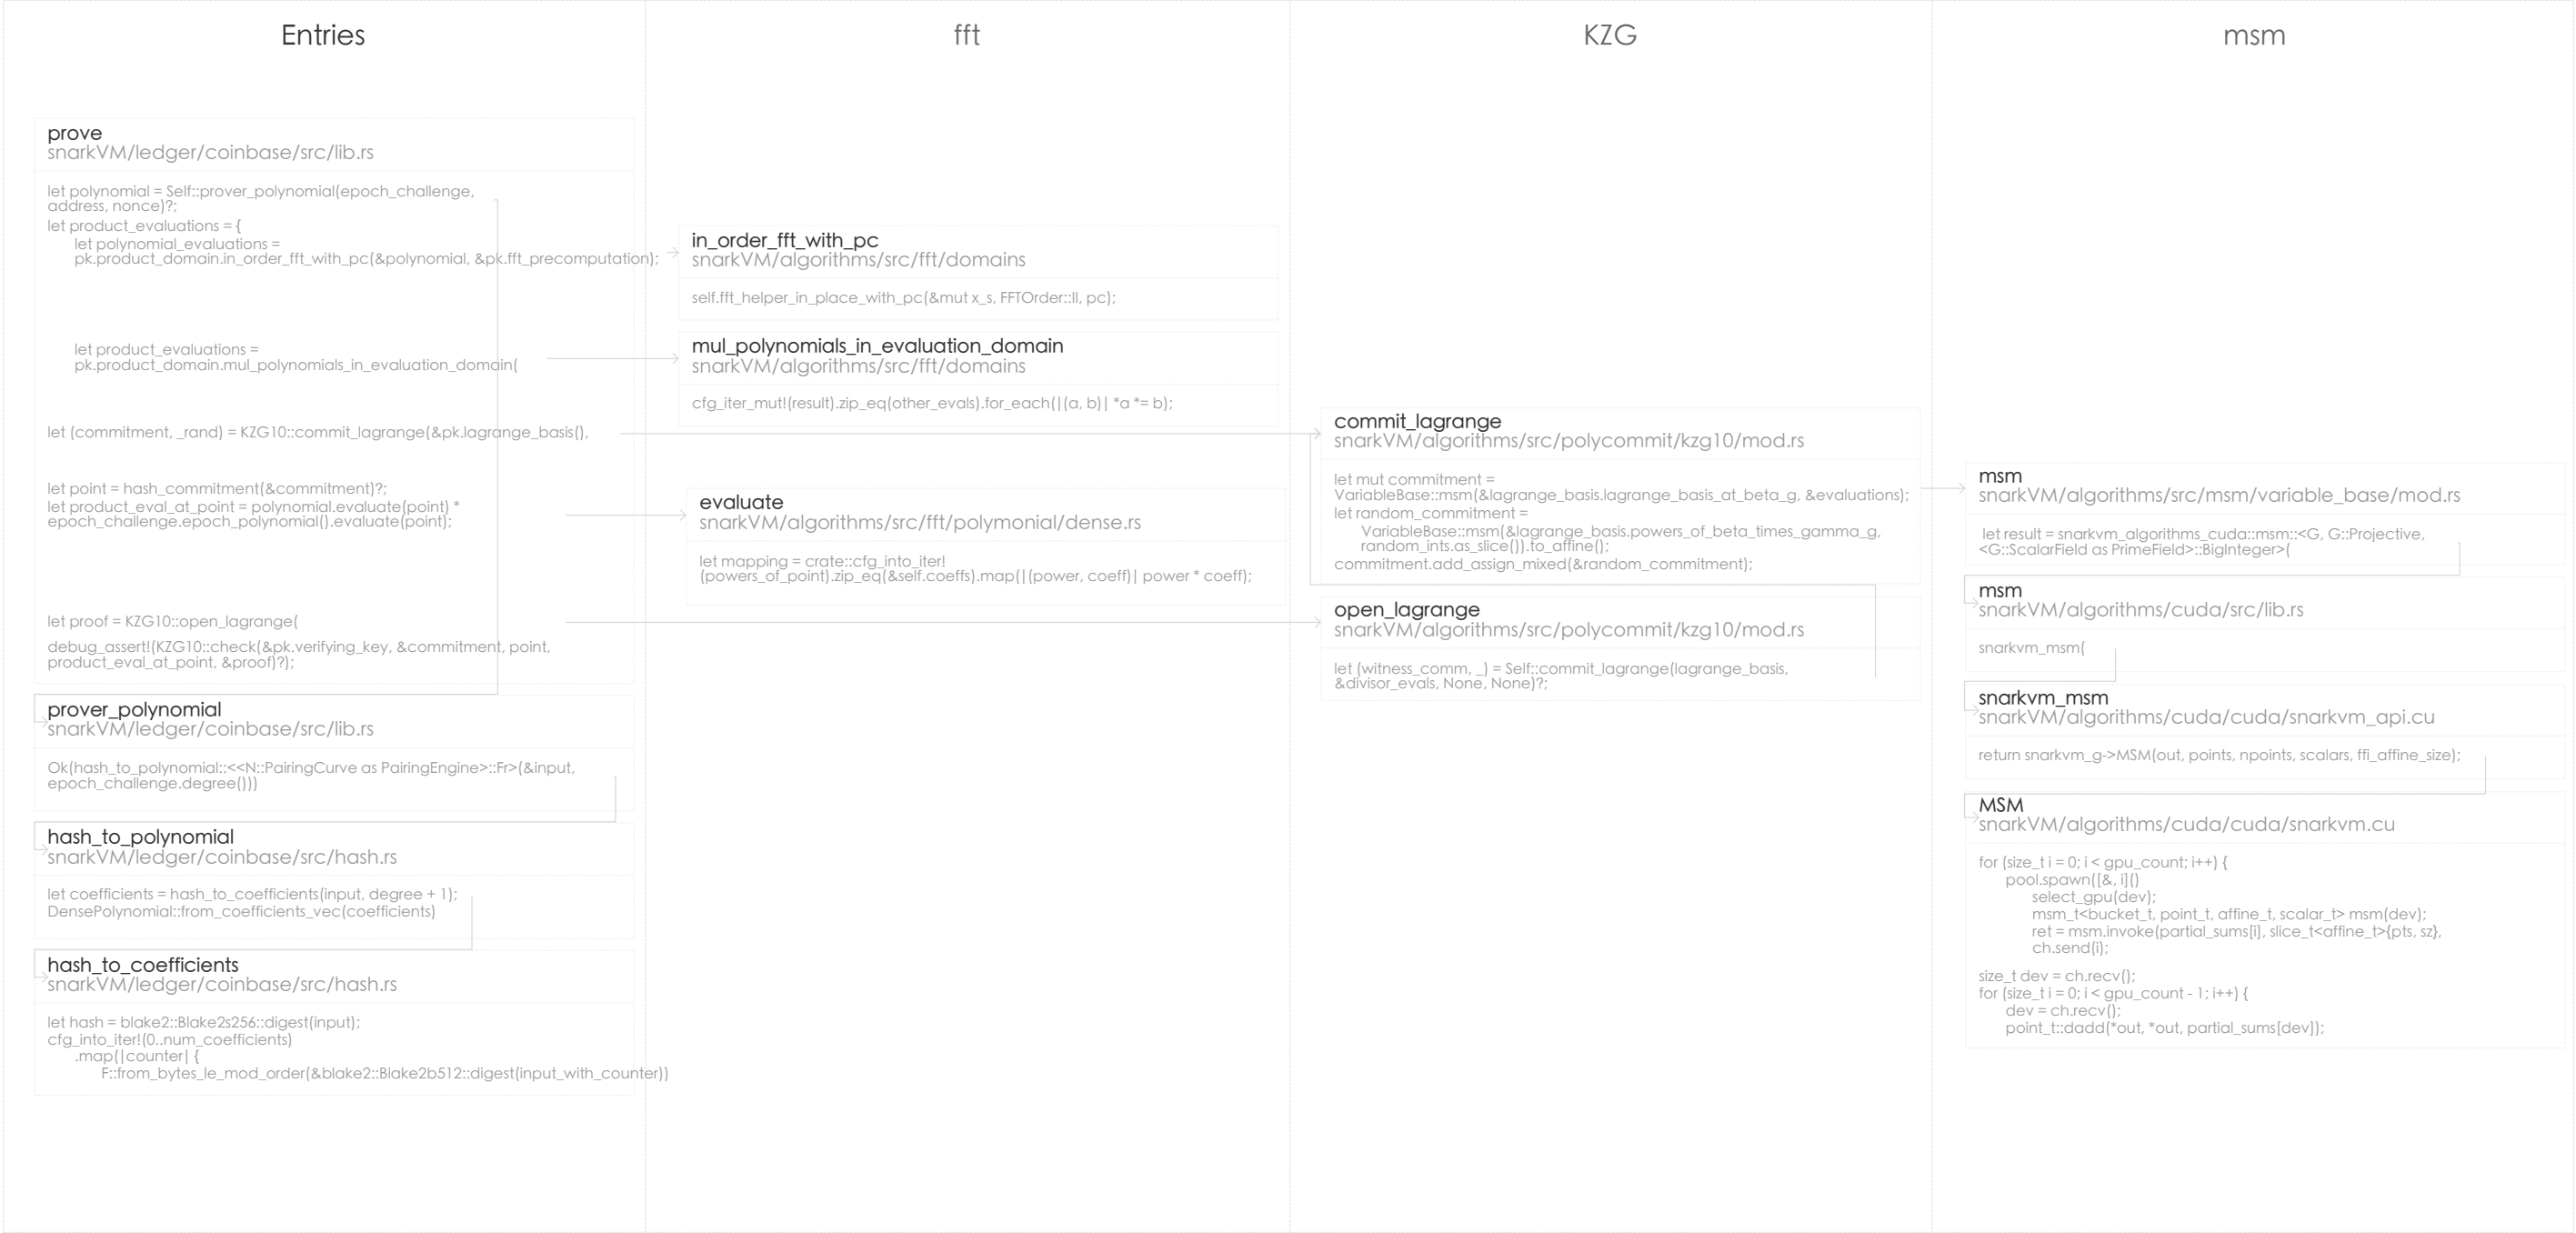 Entries
prove
snarkVM/ledger/coinbase/src/lib.rs
let polynomial = Self::prover_polynomial(epoch_challenge,
address, nonce)?;
let product_evaluations = {
let polynomial_evaluations =
pk.product_domain.in_order_fft_with_pc(&polynomial, &pk.fft_precomputation);
let product_evaluations =
pk.product_domain.mul_polynomials_in_evaluation_domain(
let (commitment, _rand) = KZG10::commit_lagrange(&pk.lagrange_basis(),
let point = hash_commitment(&commitment)?;
let product_eval_at_point = polynomial.evaluate(point) *
epoch_challenge.epoch_polynomial().evaluate(point);
let proof = KZG10::open_lagrange(
debug_assert!(KZG10::check(&pk.verifying_key, &commitment, point,
product_eval_at_point, &proof)?);
prover_polynomial
snarkVM/ledger/coinbase/src/lib.rs
Ok(hash_to_polynomial::<<N::PairingCurve as PairingEngine>::Fr>(&input,
epoch_challenge.degree()))
hash_to_polynomial
snarkVM/ledger/coinbase/src/hash.rs
let coefficients = hash_to_coefficients(input, degree + 1);
DensePolynomial::from_coefficients_vec(coefficients)
hash_to_coefficients
snarkVM/ledger/coinbase/src/hash.rs
let hash = blake2::Blake2s256::digest(input);
cfg_into_iter!(0..num_coefficients)
.map(|counter| {
F::from_bytes_le_mod_order(&blake2::Blake2b512::digest(input_with_counter))
fft
in_order_fft_with_pc
snarkVM/algorithms/src/fft/domains
self.fft_helper_in_place_with_pc(&mut x_s, FFTOrder::II, pc);
mul_polynomials_in_evaluation_domain
snarkVM/algorithms/src/fft/domains
cfg_iter_mut!(result).zip_eq(other_evals).for_each(|(a, b)| *a *= b);
evaluate
snarkVM/algorithms/src/fft/polymonial/dense.rs
let mapping = crate::cfg_into_iter!
(powers_of_point).zip_eq(&self.coeffs).map(|(power, coeff)| power * coeff);
KZG
commit_lagrange
snarkVM/algorithms/src/polycommit/kzg10/mod.rs
let mut commitment =
VariableBase::msm(&lagrange_basis.lagrange_basis_at_beta_g, &evaluations);
let random_commitment =
VariableBase::msm(&lagrange_basis.powers_of_beta_times_gamma_g,
random_ints.as_slice()).to_affine();
commitment.add_assign_mixed(&random_commitment);
open_lagrange
snarkVM/algorithms/src/polycommit/kzg10/mod.rs
let (witness_comm, _) = Self::commit_lagrange(lagrange_basis,
&divisor_evals, None, None)?;
msm
msm
snarkVM/algorithms/src/msm/variable_base/mod.rs
let result = snarkvm_algorithms_cuda::msm::<G, G::Projective,
<G::ScalarField as PrimeField>::BigInteger>(
msm
snarkVM/algorithms/cuda/src/lib.rs
snarkvm_msm(
snarkvm_msm
snarkVM/algorithms/cuda/cuda/snarkvm_api.cu
return snarkvm_g->MSM(out, points, npoints, scalars, ffi_affine_size);
MSM
snarkVM/algorithms/cuda/cuda/snarkvm.cu
for (size_t i = 0; i < gpu_count; i++) {
pool.spawn([&, i]()
select_gpu(dev);
msm_t<bucket_t, point_t, affine_t, scalar_t> msm(dev);
ret = msm.invoke(partial_sums[i], slice_t<affine_t>{pts, sz},
ch.send(i);
size_t dev = ch.recv();
for (size_t i = 0; i < gpu_count - 1; i++) {
dev = ch.recv();
point_t::dadd(*out, *out, partial_sums[dev]);